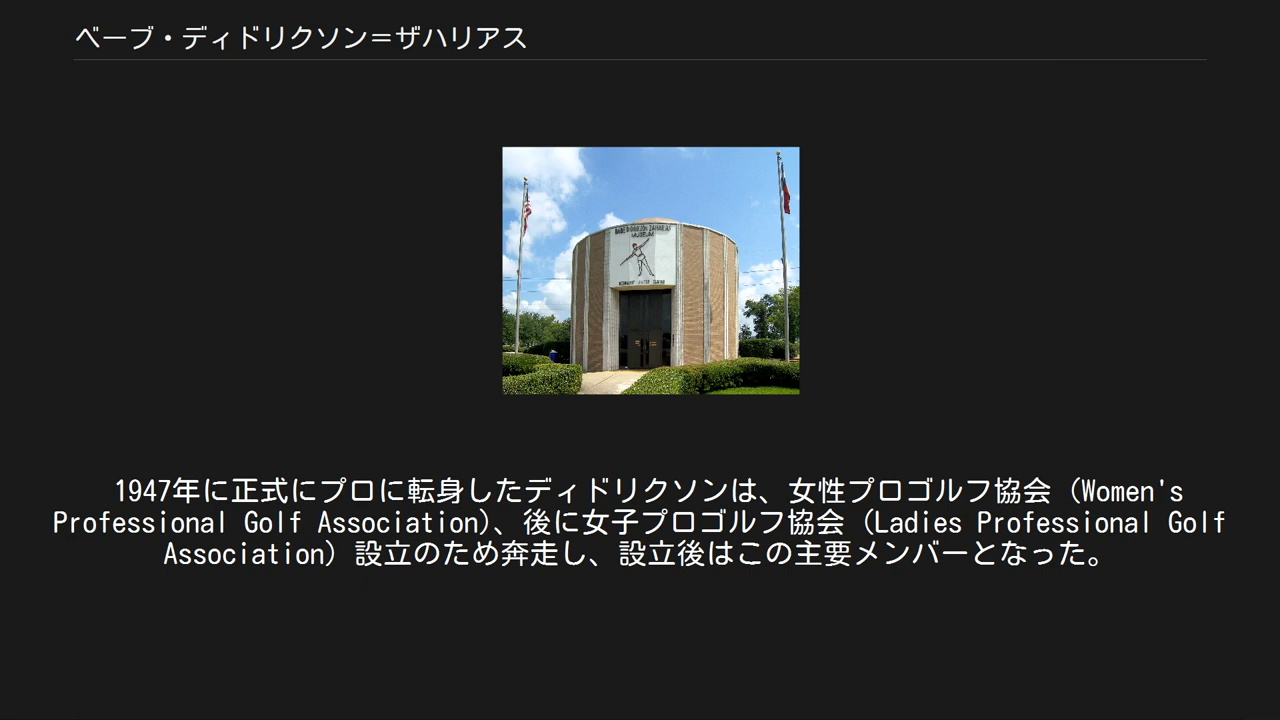 ベーブ・ディドリクソン＝ザハリアス
BABE DIDRIKSON ZAHARIAS
MUSEUM
1947年に正式にプロに転身したディドリクソンは、女性プロゴルフ協会（Women's
Professional Golf Association)、後に女子プロゴルフ協会（Ladies Professional Golf
Association）設立のため奔走し、設立後はこの主要メンバーとなった。